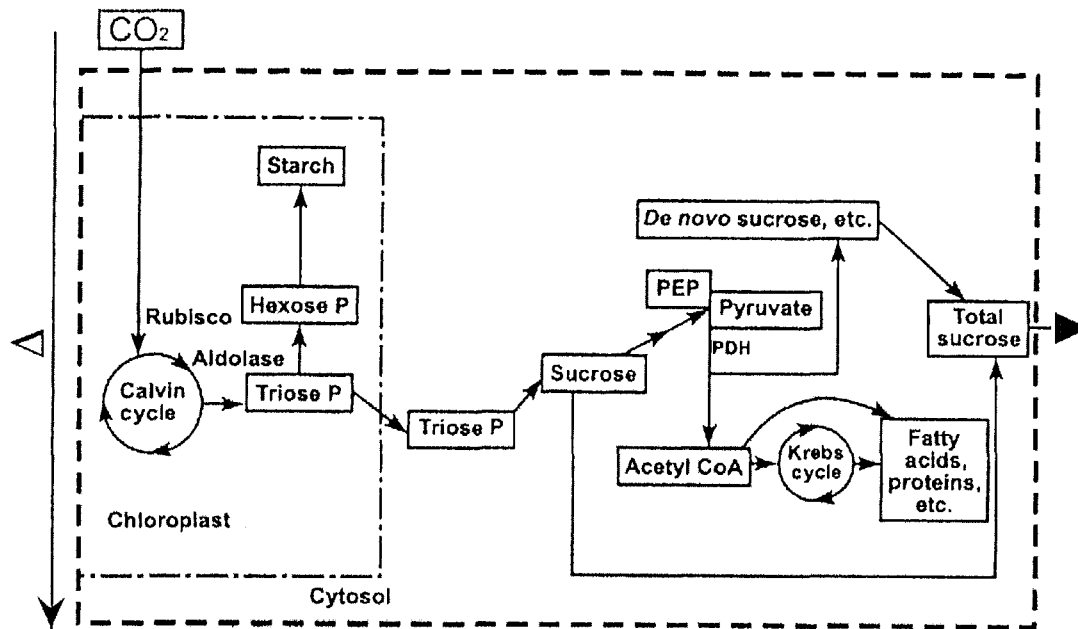 CO₂
Starch
De novo sucrose, etc.
PEP
Hexose P
Pyruvate
Total
sucrose
Rubisco
PDH
Aldolase
Sucrose
Calvin
cycle
Triose P
Triose P
Acetyl CoA
Krebs
cycle
Fatty
acids,
proteins,
etc.
Chloroplast
Cytosol